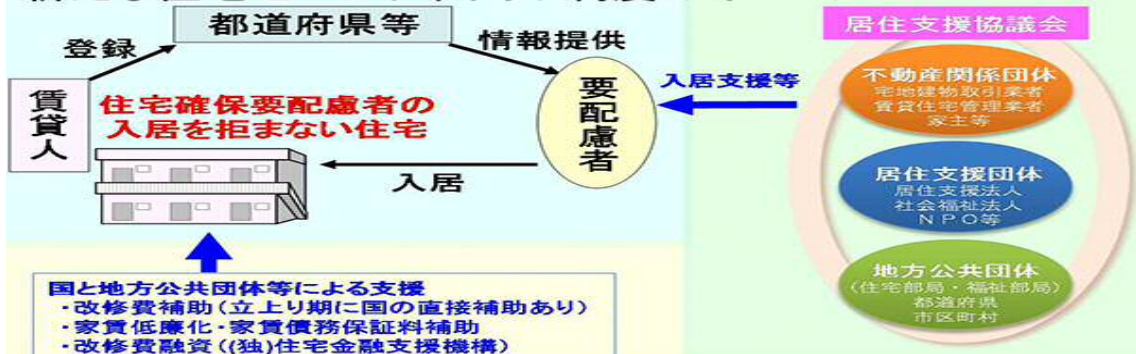 都道府県等
登録
情報提供
賃貸人
住宅確保要配慮者の
入居を拒まない住宅
要配慮者
入居
入居支援等
国と地方公共団体等による支援
・改修費補助(立上り期に国の直接補助あり)
・家賃低廉化・家賃債務保証料補助
・改修費融資((独)住宅金融支援機構)
居住支援協議会
不動産関係団体
宅地建物取引業者
賃貸住宅管理業者
家主等
居住支援団体
居住支援法人
社会福祉法人
NPO等
地方公共団体
(住宅部局・福祉部局)
都道府県
市区町村